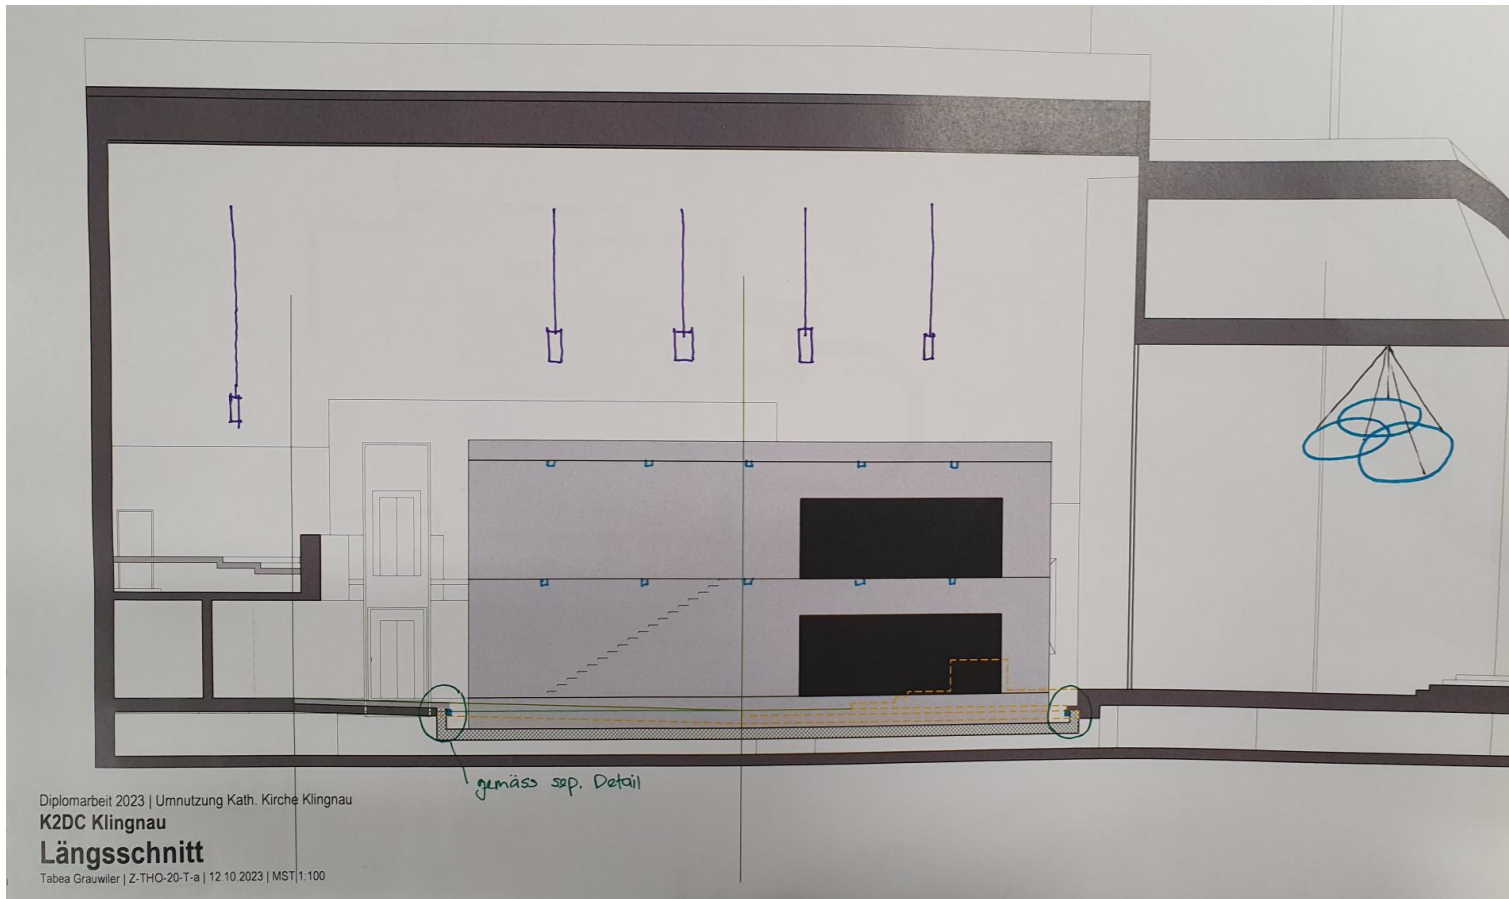 gemäss sep. Detail
Diplomarbeit 2023 | Umnutzung Kath. Kirche Klingnau
K2DC Klingnau
Längsschnitt
Tabea Grauwiler | Z-THO-20-T-a | 12.10.2023 | MST 1:100